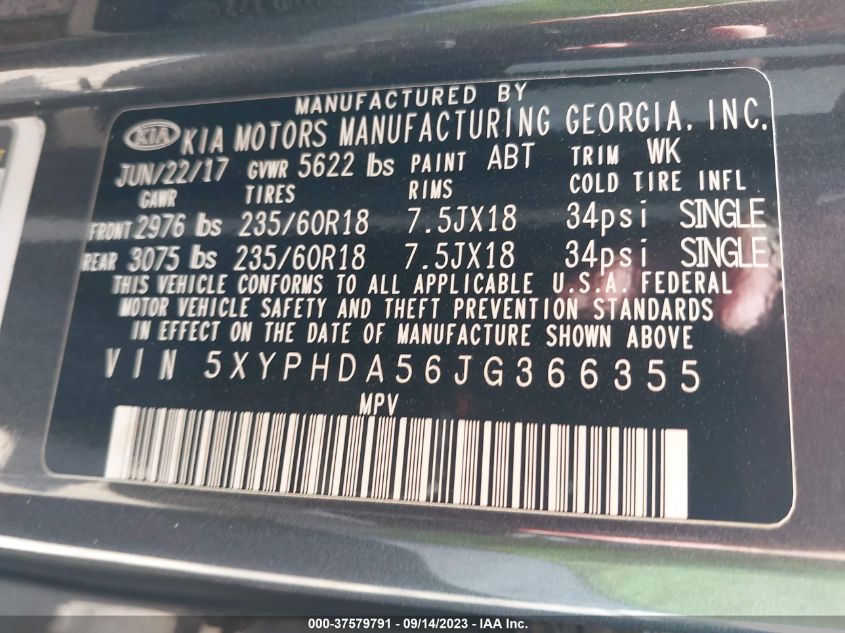 MANUFACTURED BY
KIA KIA MOTORS MANUFACTURING GEORGIA, INC.
JUN/22/17 GVWR 5622 lbs PAINT ABT TRIM WK
GAWR TIRES RIMS COLD TIRE INFL
FRONT 2976 lbs 235/60R18 7.5JX18 34psi SINGLE
REAR 3075 lbs 235/60R18 7.5JX18 34psi SINGLE
THIS VEHICLE CONFORMS TO ALL APPLICABLE U.S.A. FEDERAL
MOTOR VEHICLE SAFETY AND THEFT PREVENTION STANDARDS
IN EFFECT ON THE DATE OF MANUFACTURE SHOWN ABOVE
VIN 5XYPHDA56JG366355
MPV
000-37579791 - 09/14/2023 - IAA Inc.